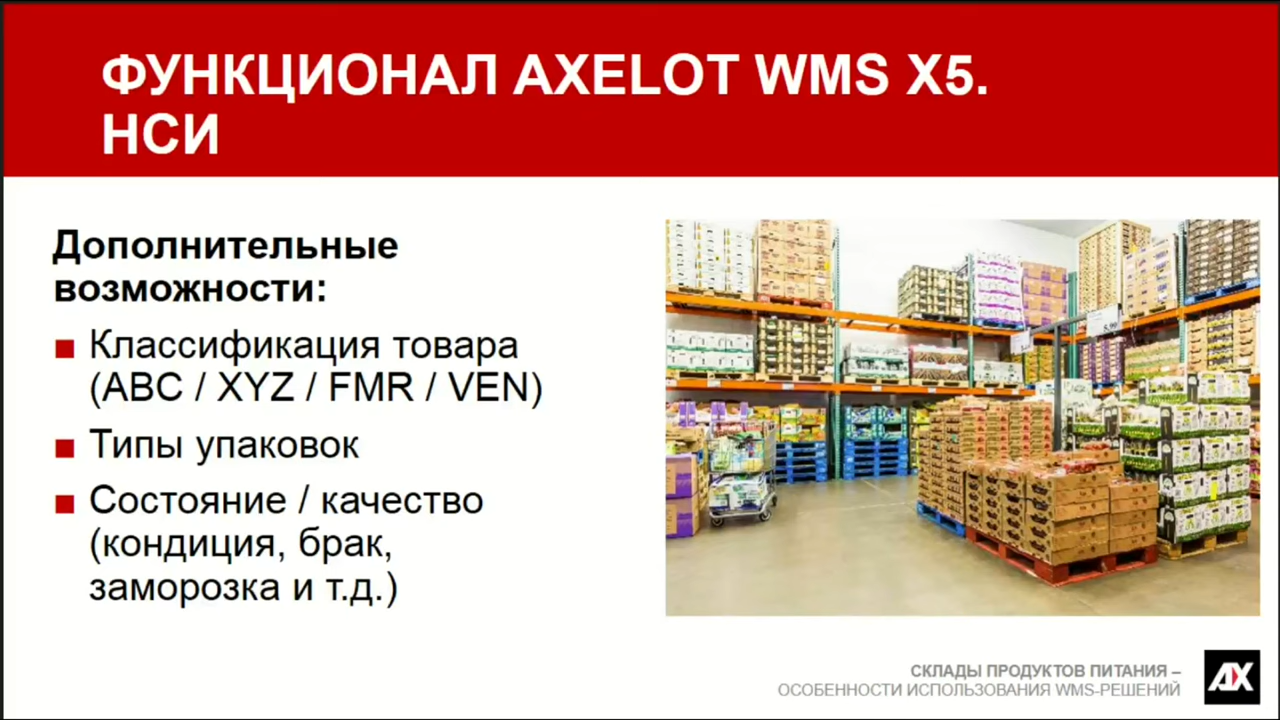 ФУНКЦИОНАЛ AXELOT WMS X5.
НСИ
Дополнительные
возможности:
Классификация товара
(ABC / XYZ / FMR / VEN)
Типы упаковок
Состояние / качество
(кондиция, брак,
заморозка и т.д.)
СКЛАДЫ ПРОДУКТОВ ПИТАНИЯ –
ОСОБЕННОСТИ ИСПОЛЬЗОВАНИЯ WMS-РЕШЕНИЙ
AX